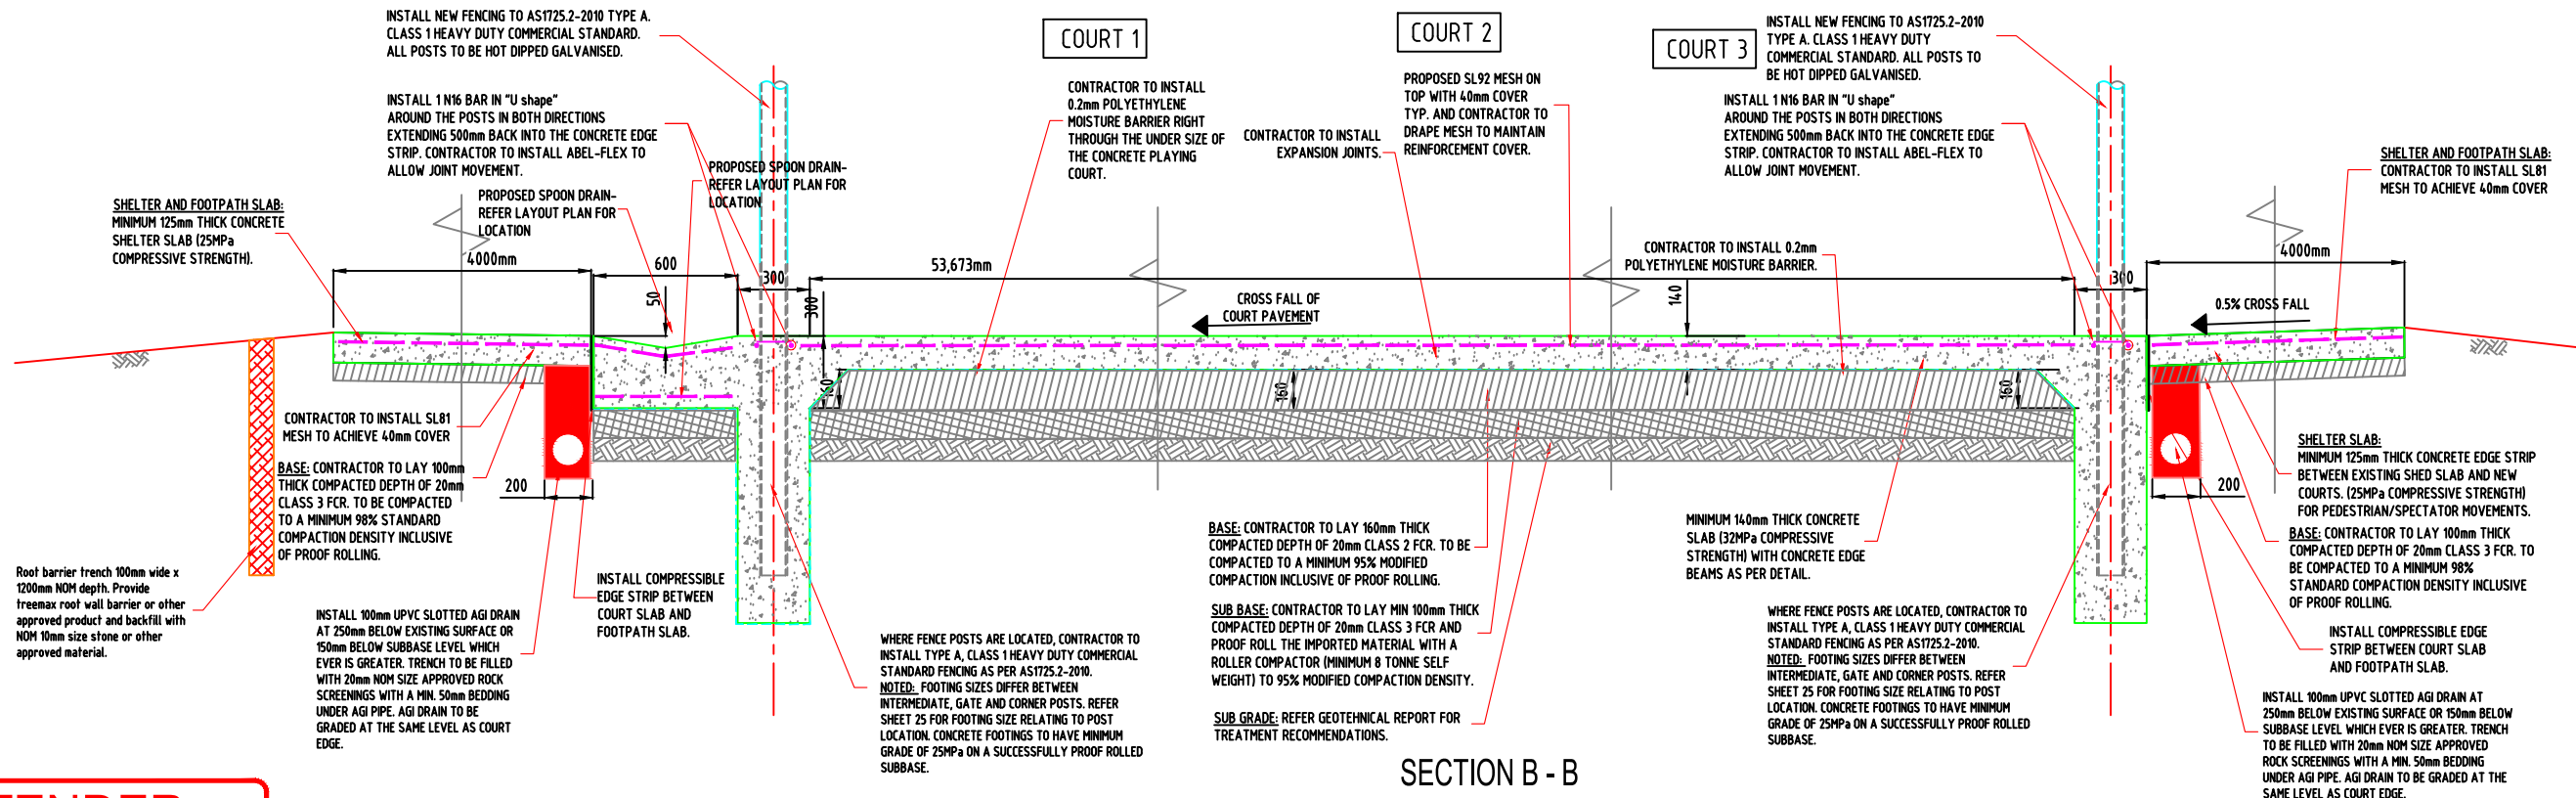 INSTALL NEW FENCING TO AS1725.2-2010 TYPE A.
CLASS 1 HEAVY DUTY COMMERCIAL STANDARD.
ALL POSTS TO BE HOT DIPPED GALVANISED.
INSTALL 1 N16 BAR IN "U shape"
AROUND THE POSTS IN BOTH DIRECTIONS
EXTENDING 500mm BACK INTO THE CONCRETE EDGE
STRIP. CONTRACTOR TO INSTALL ABEL-FLEX TO
ALLOW JOINT MOVEMENT.
PROPOSED SPOON DRAIN-
REFER LAYOUT PLAN FOR
LOCATION
PROPOSED SPOON DRAIN-
REFER LAYOUT PLAN FOR
LOCATION
SHELTER AND FOOTPATH SLAB:
MINIMUM 125mm THICK CONCRETE
SHELTER SLAB (25MPa
COMPRESSIVE STRENGTH).
COURT 1
COURT 2
COURT 3
CONTRACTOR TO INSTALL
0.2mm POLYETHYLENE
MOISTURE BARRIER RIGHT
THROUGH THE UNDER SIZE OF
THE CONCRETE PLAYING
COURT.
CONTRACTOR TO INSTALL
EXPANSION JOINTS.
PROPOSED SL92 MESH ON
TOP WITH 40mm COVER
TYP. AND CONTRACTOR TO
DRAPE MESH TO MAINTAIN
REINFORCEMENT COVER.
INSTALL NEW FENCING TO AS1725.2-2010
TYPE A. CLASS 1 HEAVY DUTY
COMMERCIAL STANDARD. ALL POSTS TO
BE HOT DIPPED GALVANISED.
INSTALL 1 N16 BAR IN "U shape"
AROUND THE POSTS IN BOTH DIRECTIONS
EXTENDING 500mm BACK INTO THE CONCRETE EDGE
STRIP. CONTRACTOR TO INSTALL ABEL-FLEX TO
ALLOW JOINT MOVEMENT.
SHELTER AND FOOTPATH SLAB:
CONTRACTOR TO INSTALL SL81
MESH TO ACHIEVE 40mm COVER
CONTRACTOR TO INSTALL 0.2mm
POLYETHYLENE MOISTURE BARRIER.
4000mm
600
50
300
300
53,673mm
140
300
4000mm
CROSS FALL OF
COURT PAVEMENT
0.5% CROSS FALL
160
160
160
200
200
CONTRACTOR TO INSTALL SL81
MESH TO ACHIEVE 40mm COVER
BASE: CONTRACTOR TO LAY 100mm
THICK COMPACTED DEPTH OF 20mm
CLASS 3 FCR. TO BE COMPACTED
TO A MINIMUM 98% STANDARD
COMPACTION DENSITY INCLUSIVE
OF PROOF ROLLING.
Root barrier trench 100mm wide x
1200mm NOM depth. Provide
treemax root wall barrier or other
approved product and backfill with
NOM 10mm size stone or other
approved material.
INSTALL 100mm UPVC SLOTTED AGI DRAIN
AT 250mm BELOW EXISTING SURFACE OR
150mm BELOW SUBBASE LEVEL WHICH
EVER IS GREATER. TRENCH TO BE FILLED
WITH 20mm NOM SIZE APPROVED ROCK
SCREENINGS WITH A MIN. 50mm BEDDING
UNDER AGI PIPE. AGI DRAIN TO BE
GRADED AT THE SAME LEVEL AS COURT
EDGE.
INSTALL COMPRESSIBLE
EDGE STRIP BETWEEN
COURT SLAB AND
FOOTPATH SLAB.
WHERE FENCE POSTS ARE LOCATED, CONTRACTOR TO
INSTALL TYPE A, CLASS 1 HEAVY DUTY COMMERCIAL
STANDARD FENCING AS PER AS1725.2-2010.
NOTED: FOOTING SIZES DIFFER BETWEEN
INTERMEDIATE, GATE AND CORNER POSTS. REFER
SHEET 25 FOR FOOTING SIZE RELATING TO POST
LOCATION. CONCRETE FOOTINGS TO HAVE MINIMUM
GRADE OF 25MPa ON A SUCCESSFULLY PROOF ROLLED
SUBBASE.
BASE: CONTRACTOR TO LAY 160mm THICK
COMPACTED DEPTH OF 20mm CLASS 2 FCR. TO BE
COMPACTED TO A MINIMUM 95% MODIFIED
COMPACTION INCLUSIVE OF PROOF ROLLING.
SUB BASE: CONTRACTOR TO LAY MIN 100mm THICK
COMPACTED DEPTH OF 20mm CLASS 3 FCR AND
PROOF ROLL THE IMPORTED MATERIAL WITH A
ROLLER COMPACTOR (MINIMUM 8 TONNE SELF
WEIGHT) TO 95% MODIFIED COMPACTION DENSITY.
SUB GRADE: REFER GEOTEHNICAL REPORT FOR
TREATMENT RECOMMENDATIONS.
MINIMUM 140mm THICK CONCRETE
SLAB (32MPa COMPRESSIVE
STRENGTH) WITH CONCRETE EDGE
BEAMS AS PER DETAIL.
WHERE FENCE POSTS ARE LOCATED, CONTRACTOR TO
INSTALL TYPE A, CLASS 1 HEAVY DUTY COMMERCIAL
STANDARD FENCING AS PER AS1725.2-2010.
NOTED: FOOTING SIZES DIFFER BETWEEN
INTERMEDIATE, GATE AND CORNER POSTS. REFER
SHEET 25 FOR FOOTING SIZE RELATING TO POST
LOCATION. CONCRETE FOOTINGS TO HAVE MINIMUM
GRADE OF 25MPa ON A SUCCESSFULLY PROOF ROLLED
SUBBASE.
SHELTER SLAB:
MINIMUM 125mm THICK CONCRETE EDGE STRIP
BETWEEN EXISTING SHED SLAB AND NEW
COURTS. (25MPa COMPRESSIVE STRENGTH)
FOR PEDESTRIAN/SPECTATOR MOVEMENTS.
BASE: CONTRACTOR TO LAY 100mm THICK
COMPACTED DEPTH OF 20mm CLASS 3 FCR. TO
BE COMPACTED TO A MINIMUM 98%
STANDARD COMPACTION DENSITY INCLUSIVE
OF PROOF ROLLING.
INSTALL COMPRESSIBLE EDGE
STRIP BETWEEN COURT SLAB
AND FOOTPATH SLAB.
INSTALL 100mm UPVC SLOTTED AGI DRAIN AT
250mm BELOW EXISTING SURFACE OR 150mm BELOW
SUBBASE LEVEL WHICH EVER IS GREATER. TRENCH
TO BE FILLED WITH 20mm NOM SIZE APPROVED
ROCK SCREENINGS WITH A MIN. 50mm BEDDING
UNDER AGI PIPE. AGI DRAIN TO BE GRADED AT THE
SAME LEVEL AS COURT EDGE.
SECTION B - B